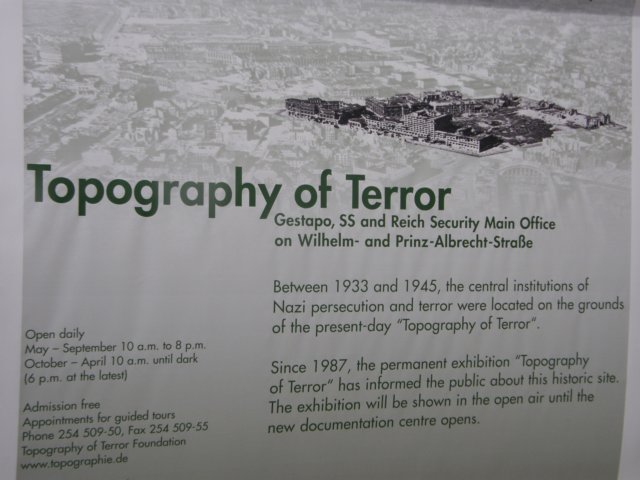 Topography of Terror
Gestapo, SS and Reich Security Main Office
on Wilhelm- and Prinz-Albrecht-Straße
Between 1933 and 1945, the central institutions of
Nazi persecution and terror were located on the grounds
of the present-day “Topography of Terror”.
Since 1987, the permanent exhibition “Topography
of Terror” has informed the public about this historic site.
The exhibition will be shown in the open air until the
new documentation centre opens.
Open daily
May – September 10 a.m. to 8 p.m.
October – April 10 a.m. until dark
(6 p.m. at the latest)
Admission free
Appointments for guided tours
Phone 254 509-50, Fax 254 509-55
Topography of Terror Foundation
www.topographie.de